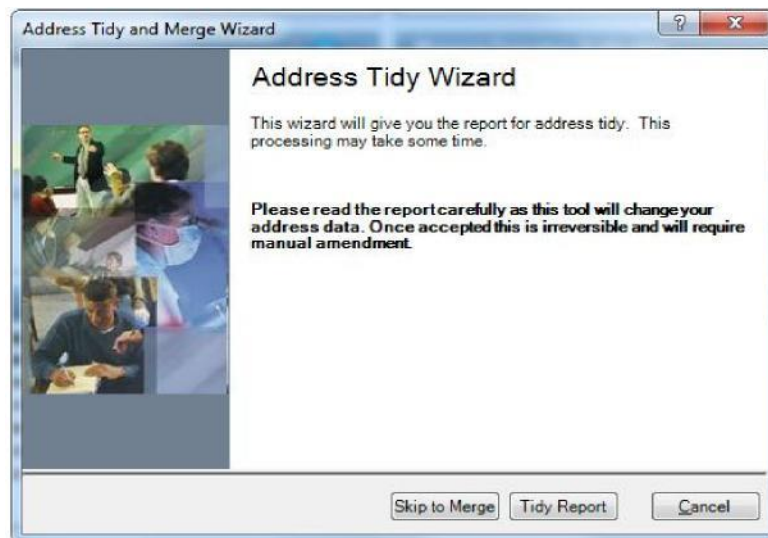 Address Tidy and Merge Wizard
?
Address Tidy Wizard
This wizard will give you the report for address tidy. This
processing may take some time.
Please read the report carefully as this tool will change your
address data. Once accepted this is irreversible and will require
manual amendment.
Skip to Merge Tidy Report Cancel